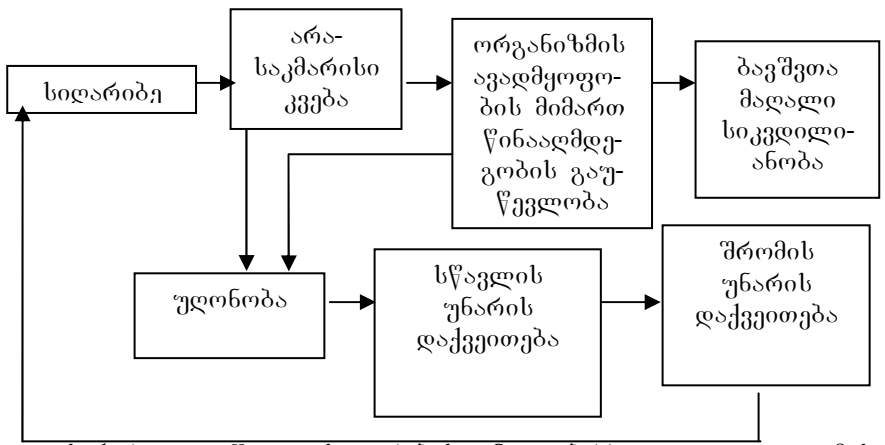 სიღარიბე
არა-
საკმარისი
კვება
ორგანიზმის
ავადმყოფო-
ბის მიმართ
წინააღმდე-
გობის გაუ-
წევლობა
ბავშვთა
მაღალი
სიკვდილი-
ანობა
უღონობა
სწავლის
უნარის
დაქვეითება
შრომის
უნარის
დაქვეითება